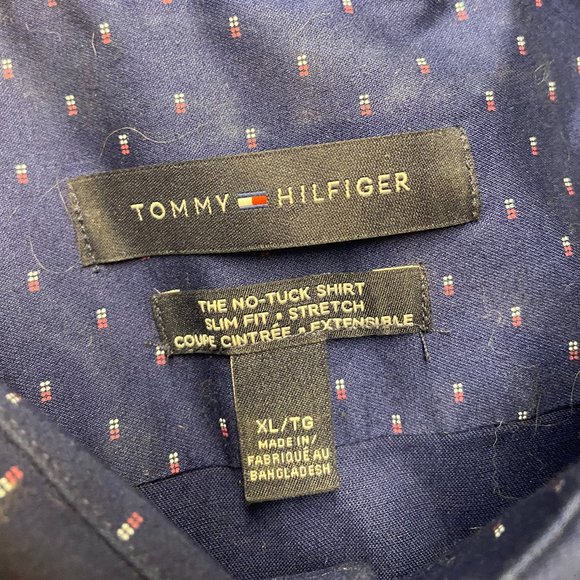 TOMMY HILFIGER
THE NO-TUCK SHIRT
SLIM FIT • STRETCH
COUPE CINTRÉE • EXTENSIBLE
XL/TG
MADE IN/
FABRIQUÉ AU
BANGLADESH